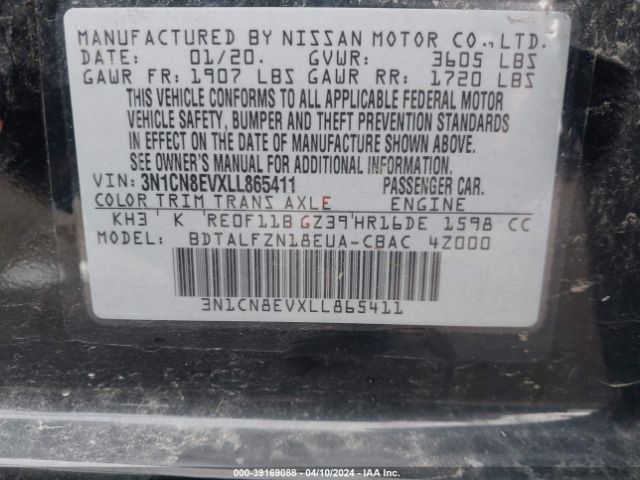 MANUFACTURED BY NISSAN MOTOR CO.,LTD.
DATE: 01/20. GVWR: 3605 LBS
GAWR FR: 1907 LBS GAWR RR: 1720 LBS
THIS VEHICLE CONFORMS TO ALL APPLICABLE FEDERAL MOTOR
VEHICLE SAFETY, BUMPER AND THEFT PREVENTION STANDARDS
IN EFFECT ON THE DATE OF MANUFACTURE SHOWN ABOVE.
SEE OWNER'S MANUAL FOR ADDITIONAL INFORMATION.
VIN: 3N1CN8EVXLL865411 PASSENGER CAR.
COLOR TRIM TRANS AXLE ENGINE
KH3 K RE0F11B GZ39 HR16DE 1598 CC
MODEL: BDTALFZN18EUA-CBAC 4Z000
3N1CN8EVXLL865411
000-39169088 - 04/10/2024 - IAA Inc.